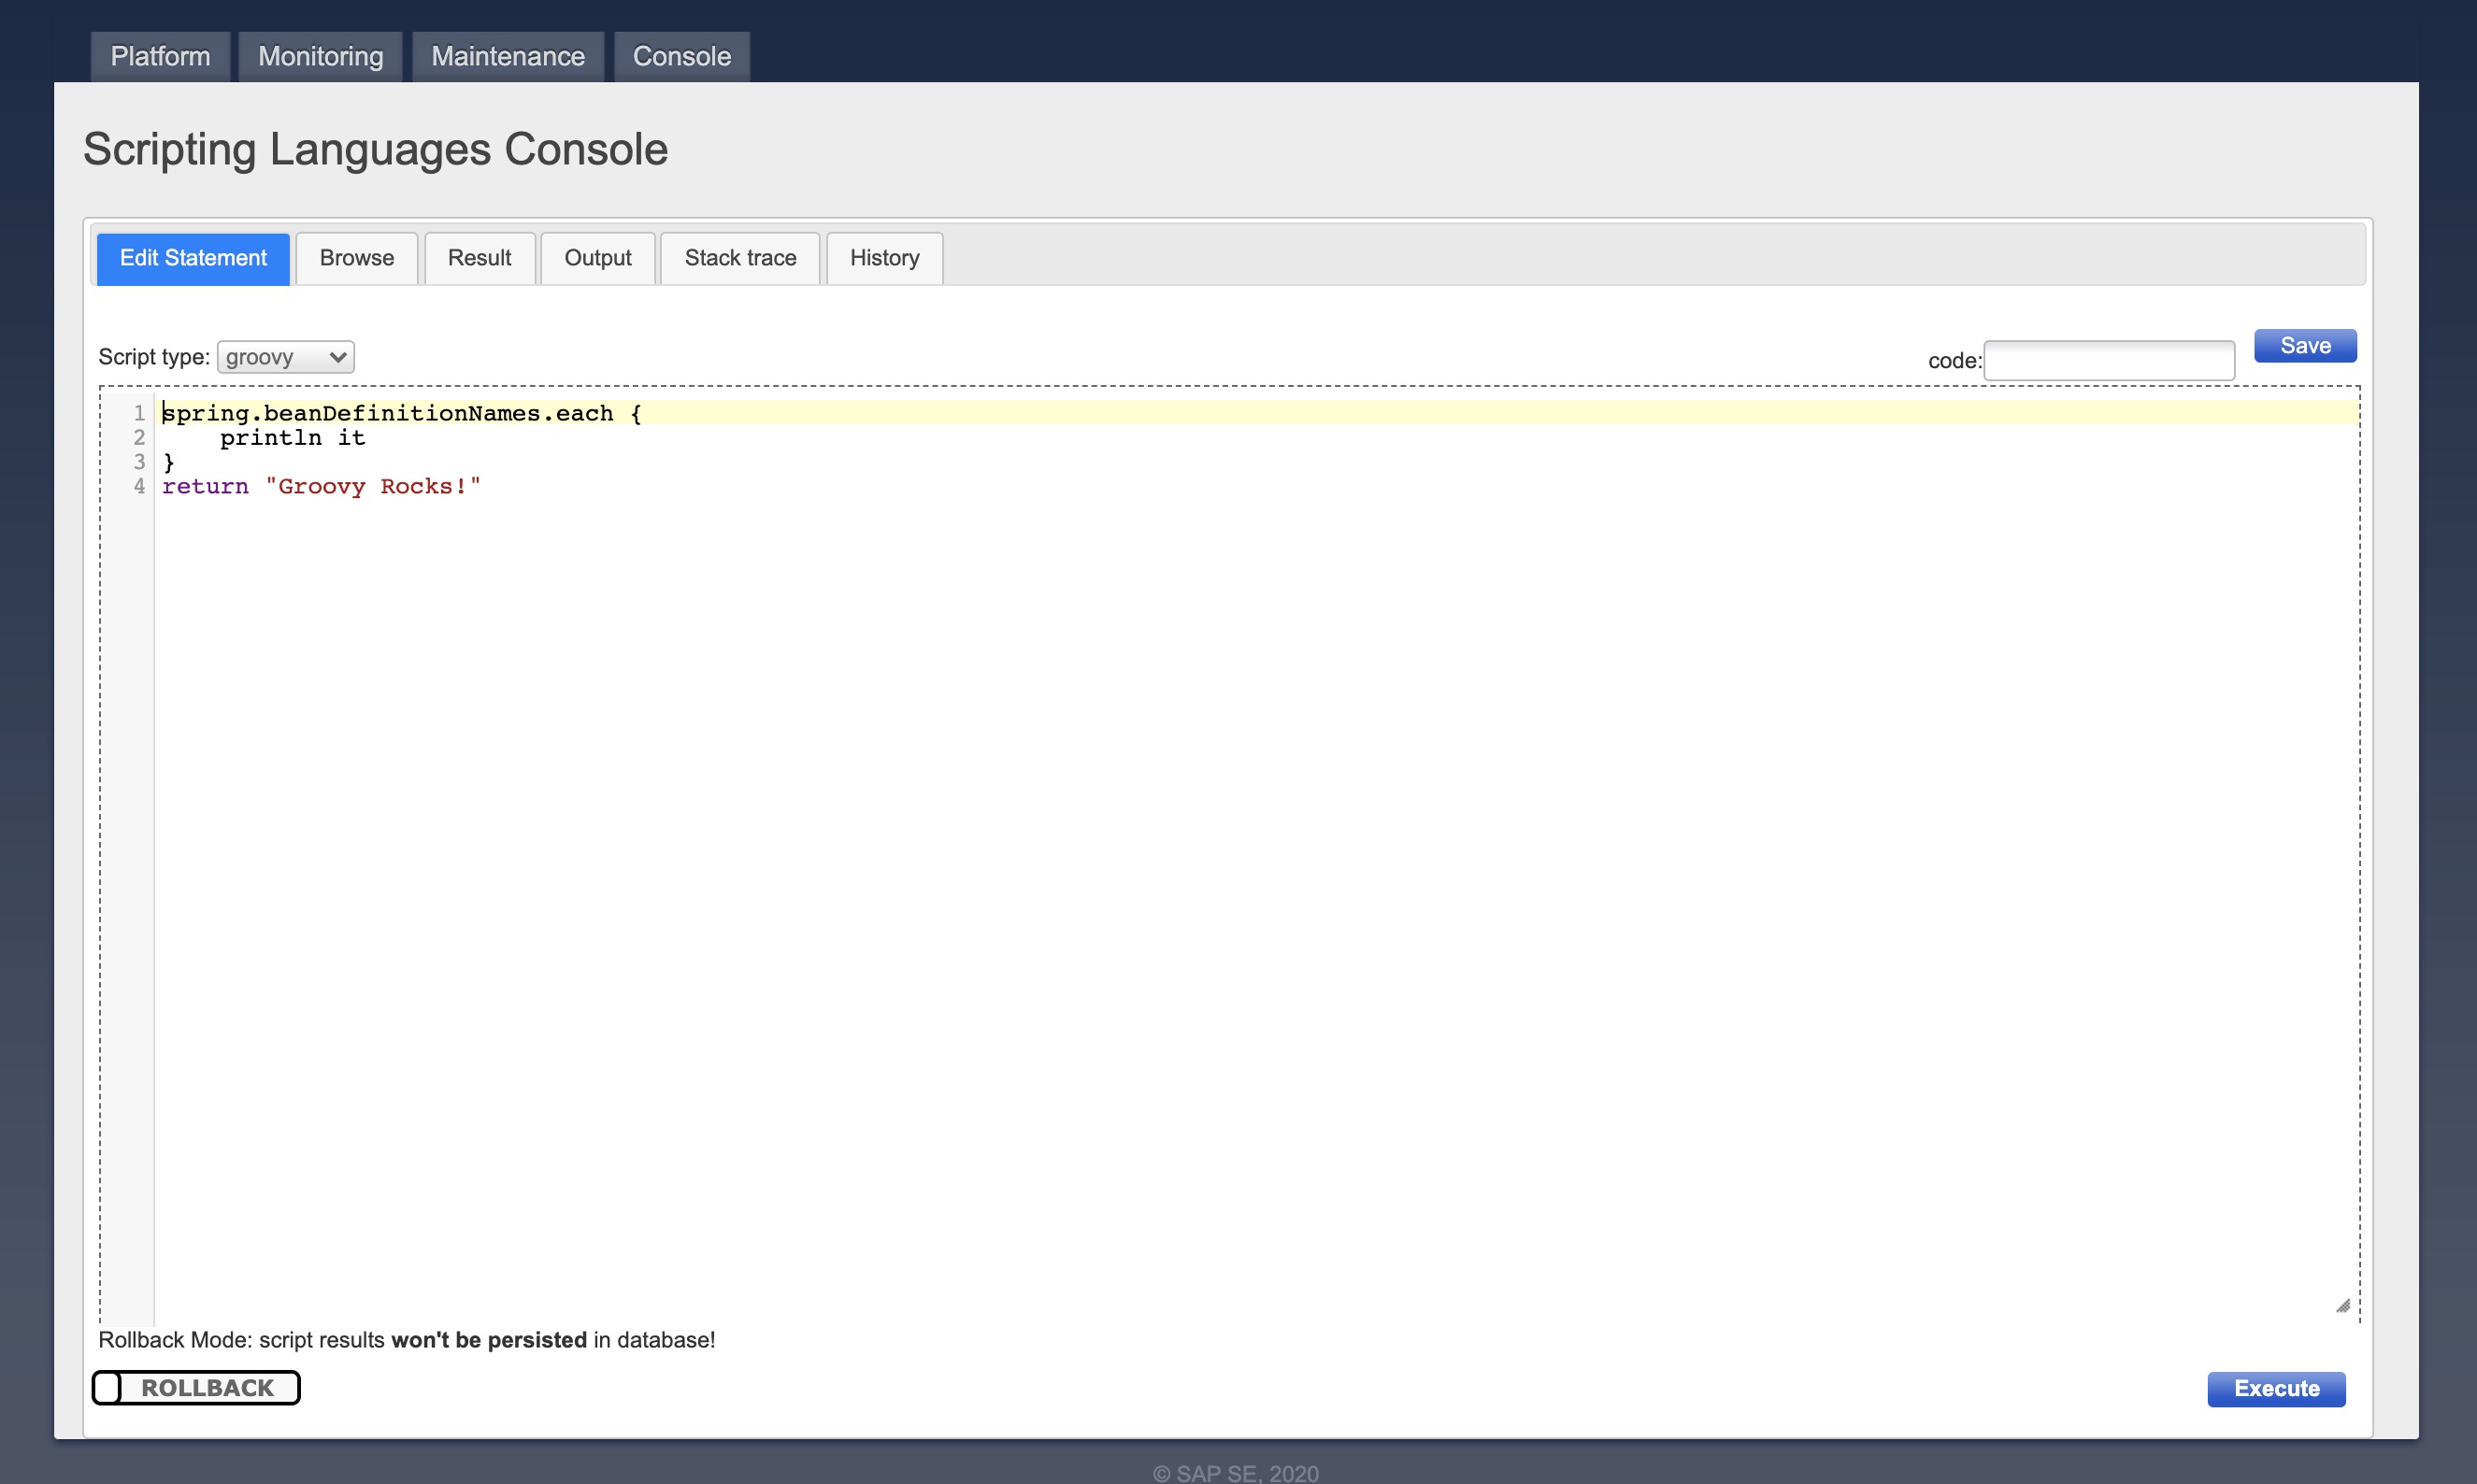 Platform Monitoring Maintenance Console
Scripting Languages Console
Edit Statement Browse Result Output Stack trace History
Script type: groovy code: Save
1 spring.beanDefinitionNames.each {
2     println it
3 }
4 return "Groovy Rocks!"
Rollback Mode: script results won't be persisted in database!
ROLLBACK Execute
© SAP SE, 2020